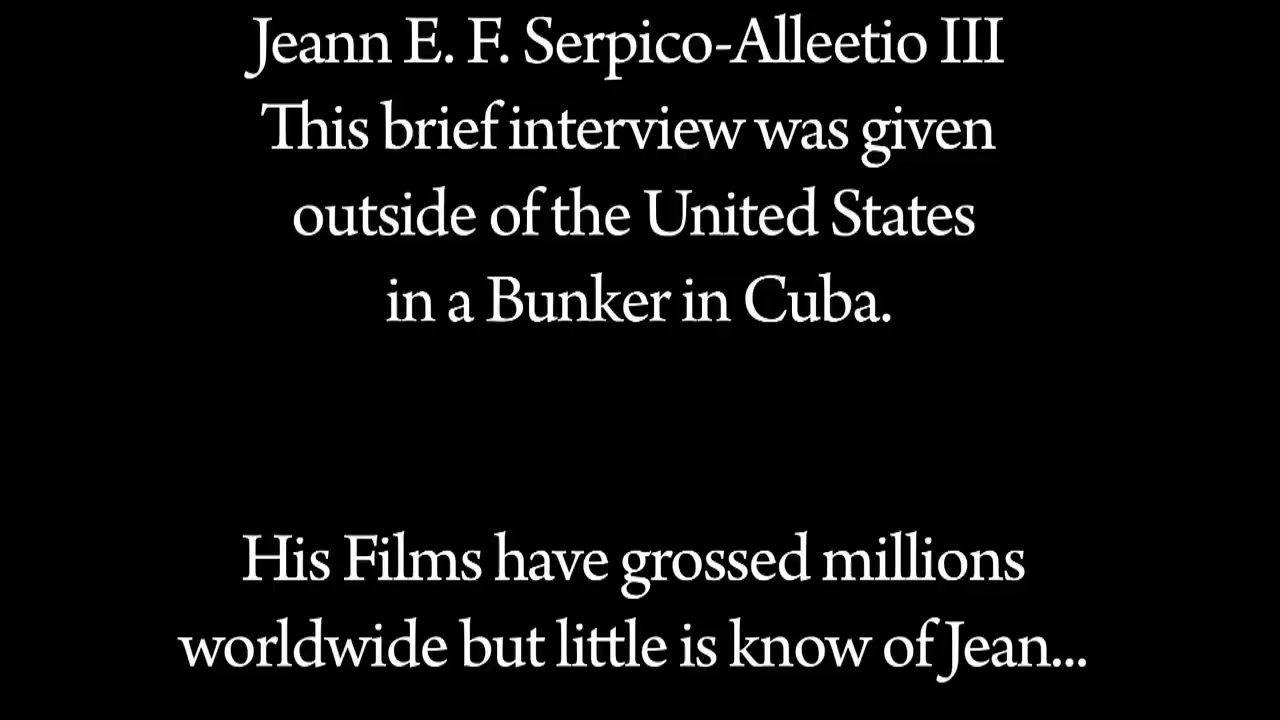 Jeann E. F. Serpico-Alleetio III
This brief interview was given
outside of the United States
in a Bunker in Cuba.
His Films have grossed millions
worldwide but little is know of Jean...